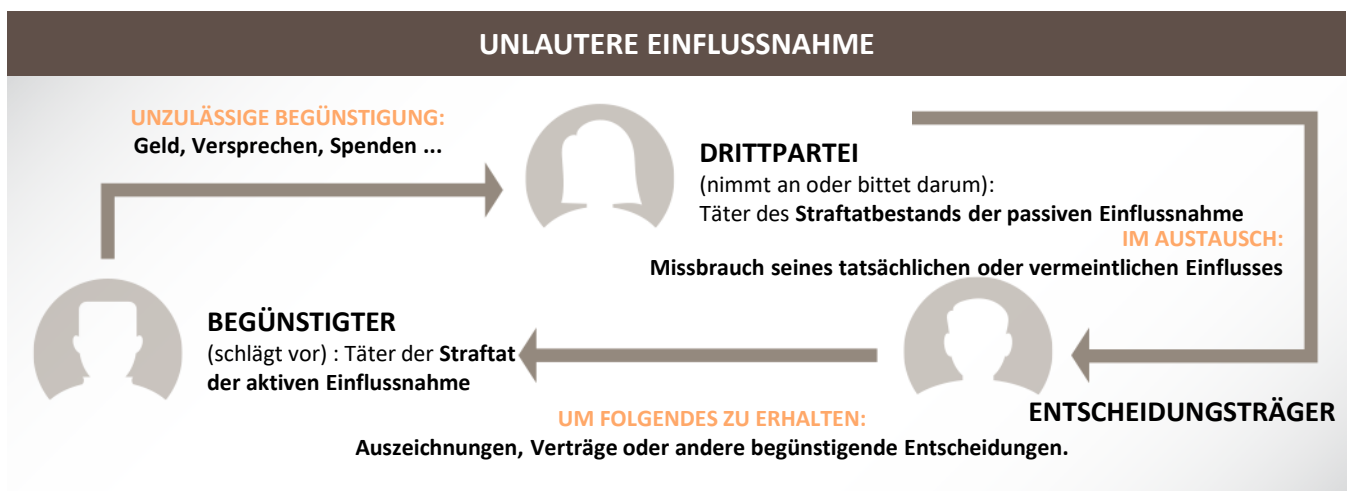 UNLAUTERE EINFLUSSNAHME
UNZULÄSSIGE BEGÜNSTIGUNG:
Geld, Versprechen, Spenden ...
DRITTPARTEI
(nimmt an oder bittet darum):
Täter des Straftatbestands der passiven Einflussnahme
IM AUSTAUSCH:
Missbrauch seines tatsächlichen oder vermeintlichen Einflusses
BEGÜNSTIGTER
(schlägt vor) : Täter der Straftat
der aktiven Einflussnahme
ENTSCHEIDUNGSTRÄGER
UM FOLGENDES ZU ERHALTEN:
Auszeichnungen, Verträge oder andere begünstigende Entscheidungen.